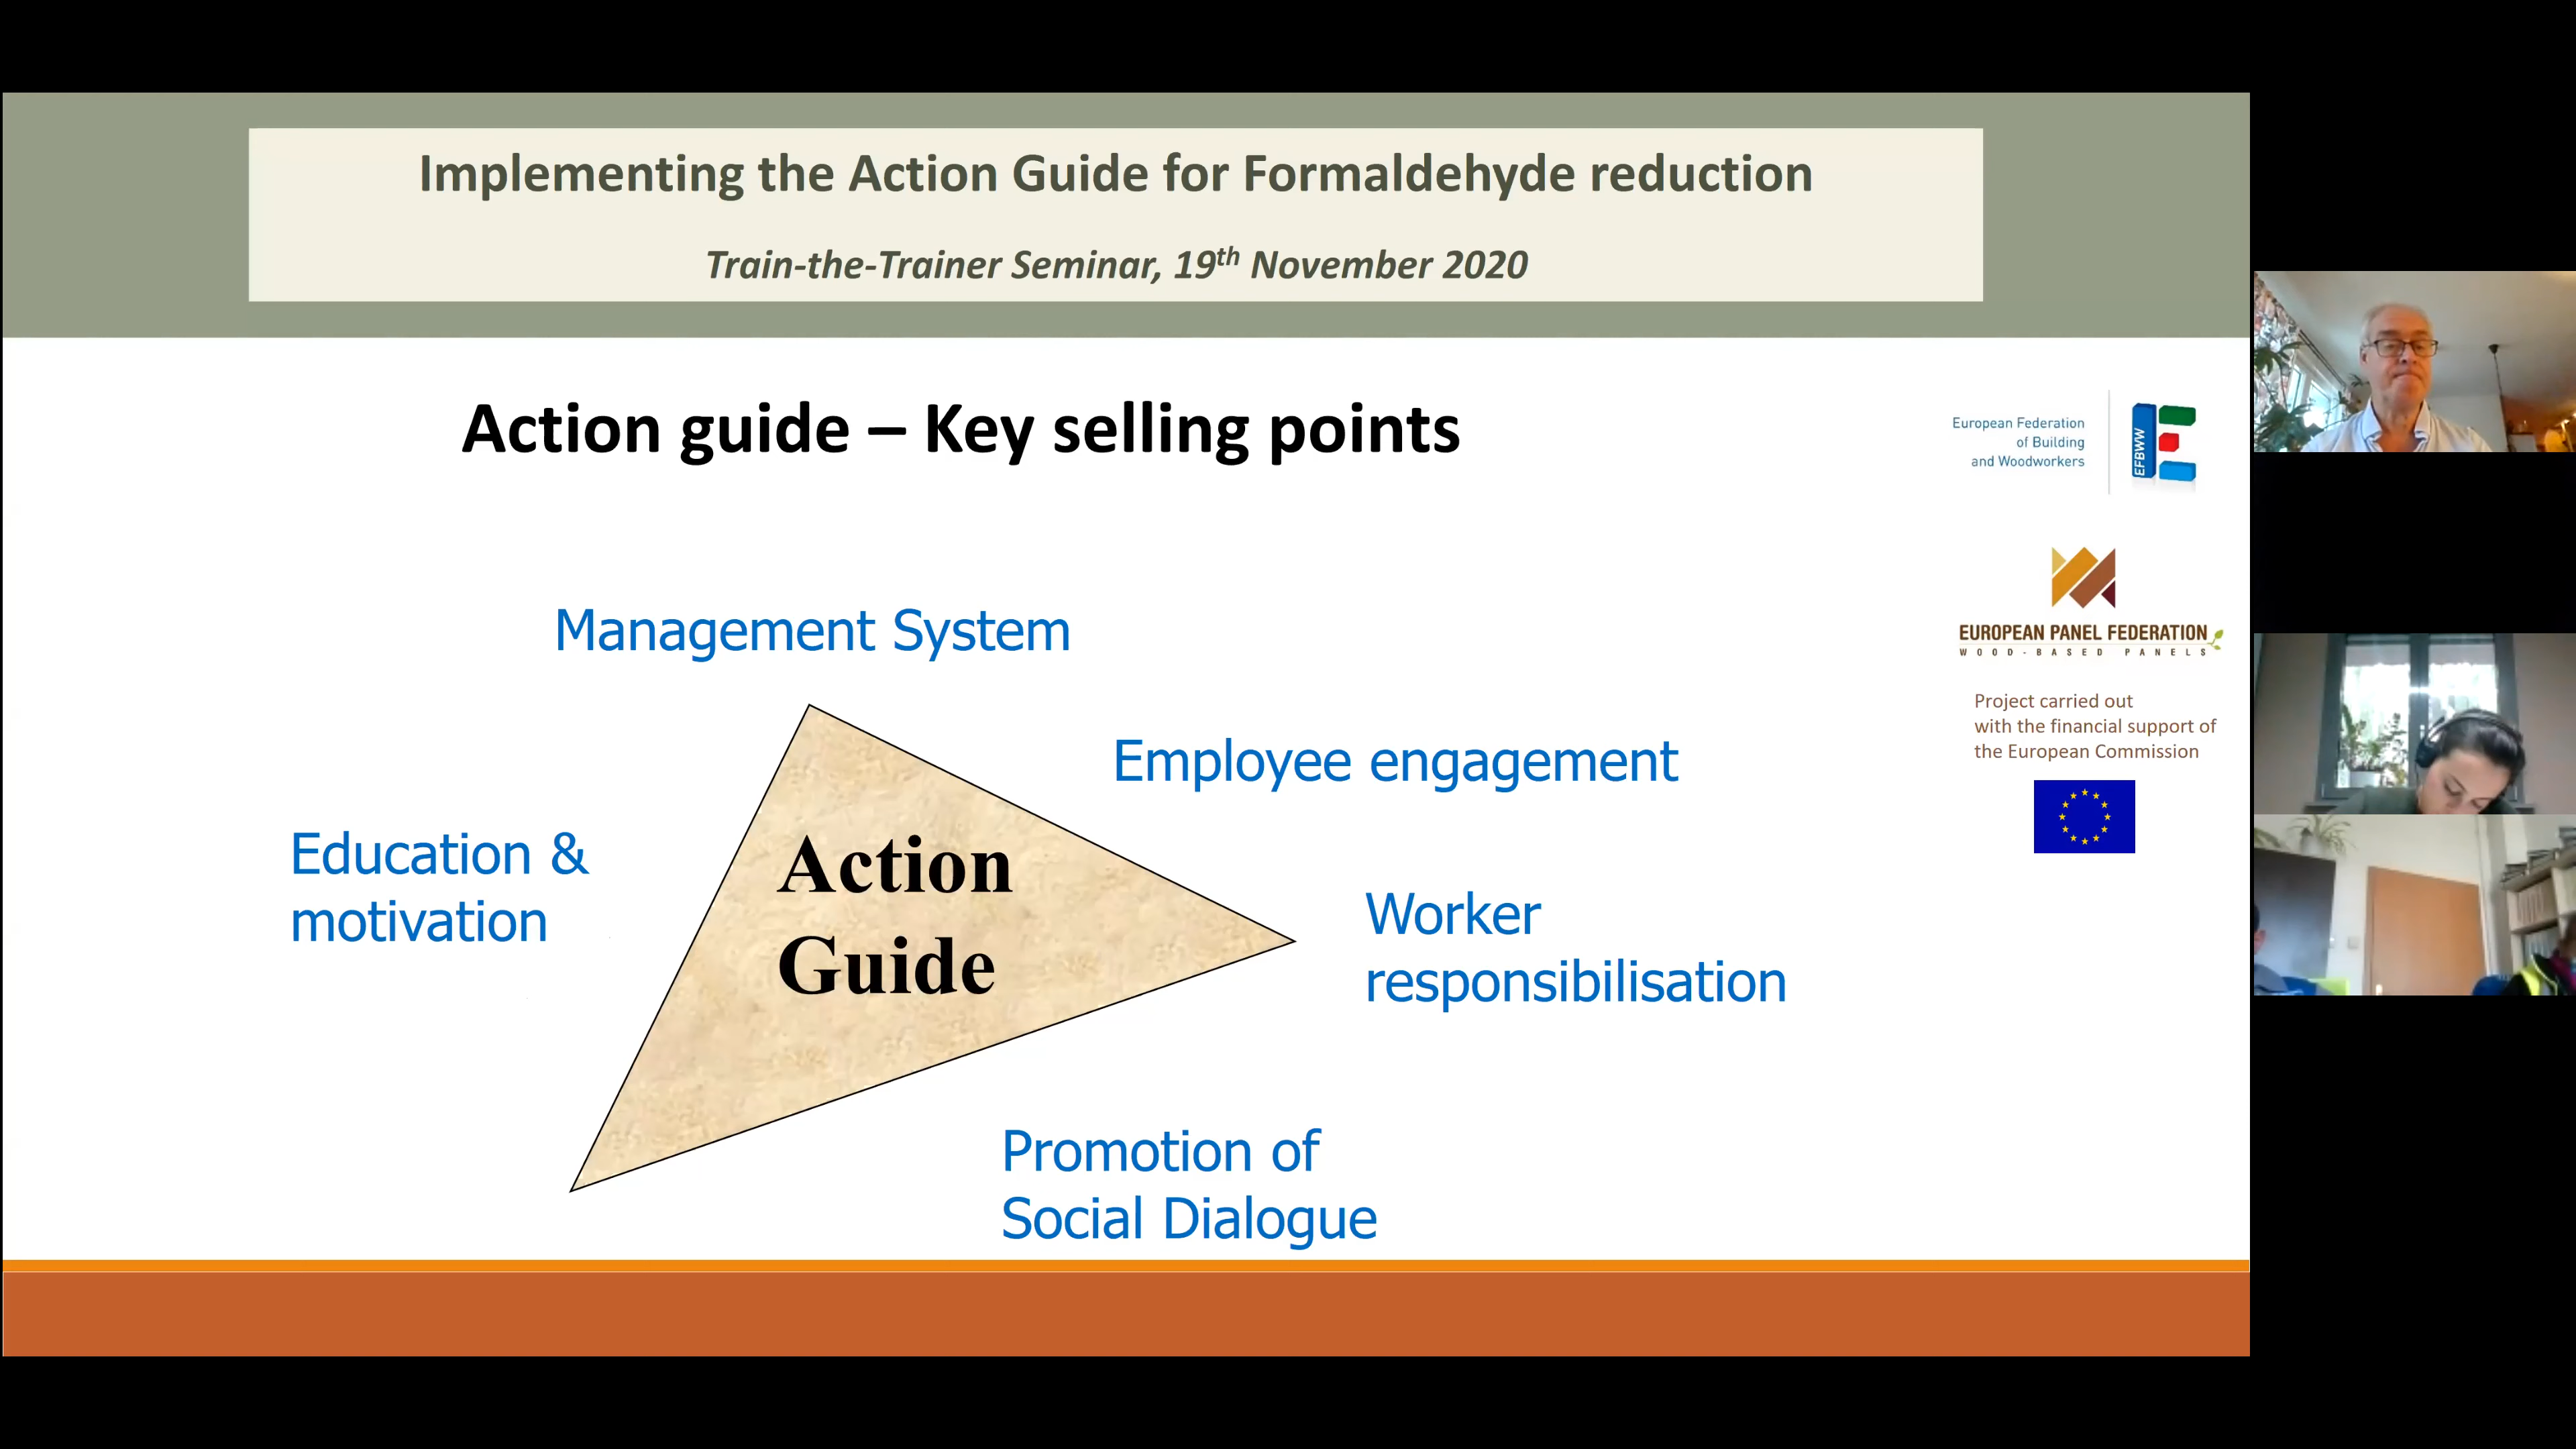 Implementing the Action Guide for Formaldehyde reduction
Train-the-Trainer Seminar, 19th November 2020
Action guide – Key selling points
European Federation
of Building
and Woodworkers
EFBWW
EUROPEAN PANEL FEDERATION
WOOD-BASED PANELS
Project carried out
with the financial support of
the European Commission
Management System
Employee engagement
Education &
motivation
Action
Guide
Worker
responsibilisation
Promotion of
Social Dialogue